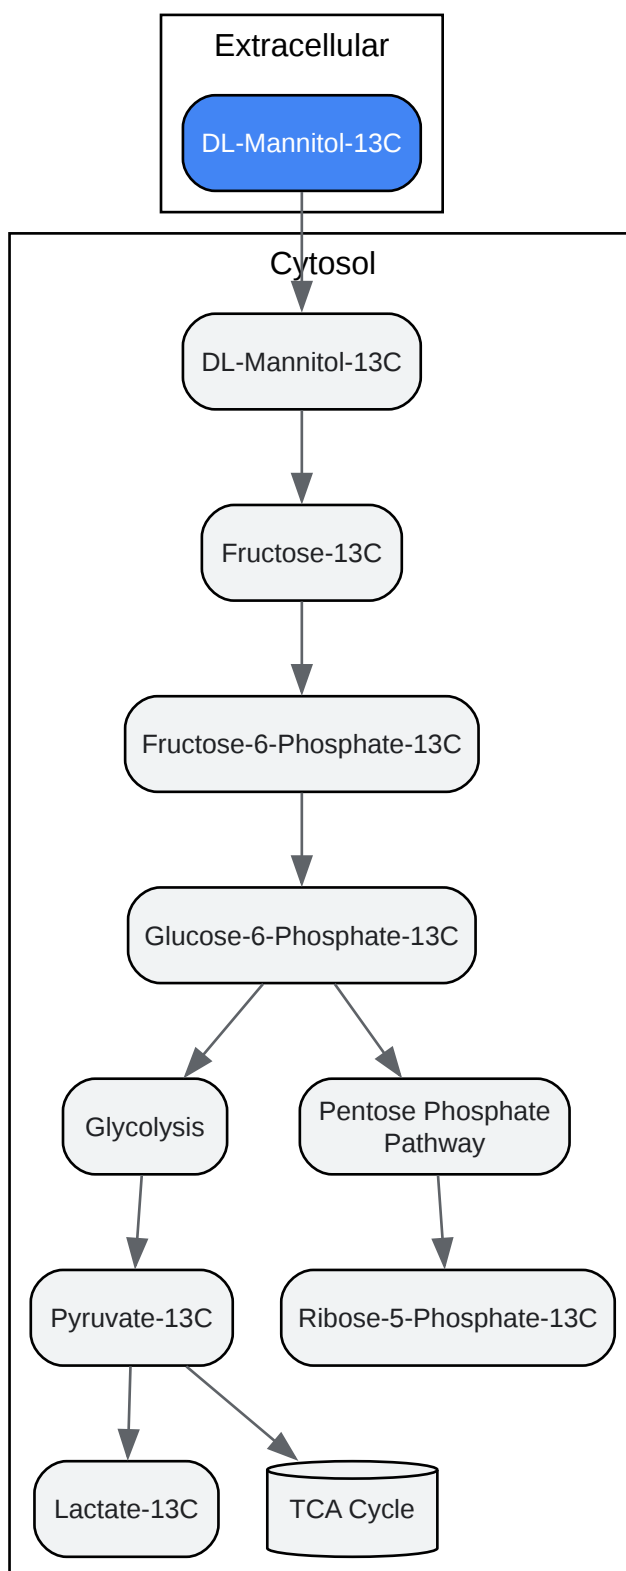 Extracellular
DL-Mannitol-13C
Cytosol
DL-Mannitol-13C
Fructose-13C
Fructose-6-Phosphate-13C
Glucose-6-Phosphate-13C
Glycolysis
Pentose Phosphate
Pathway
Pyruvate-13C
Ribose-5-Phosphate-13C
Lactate-13C
TCA Cycle